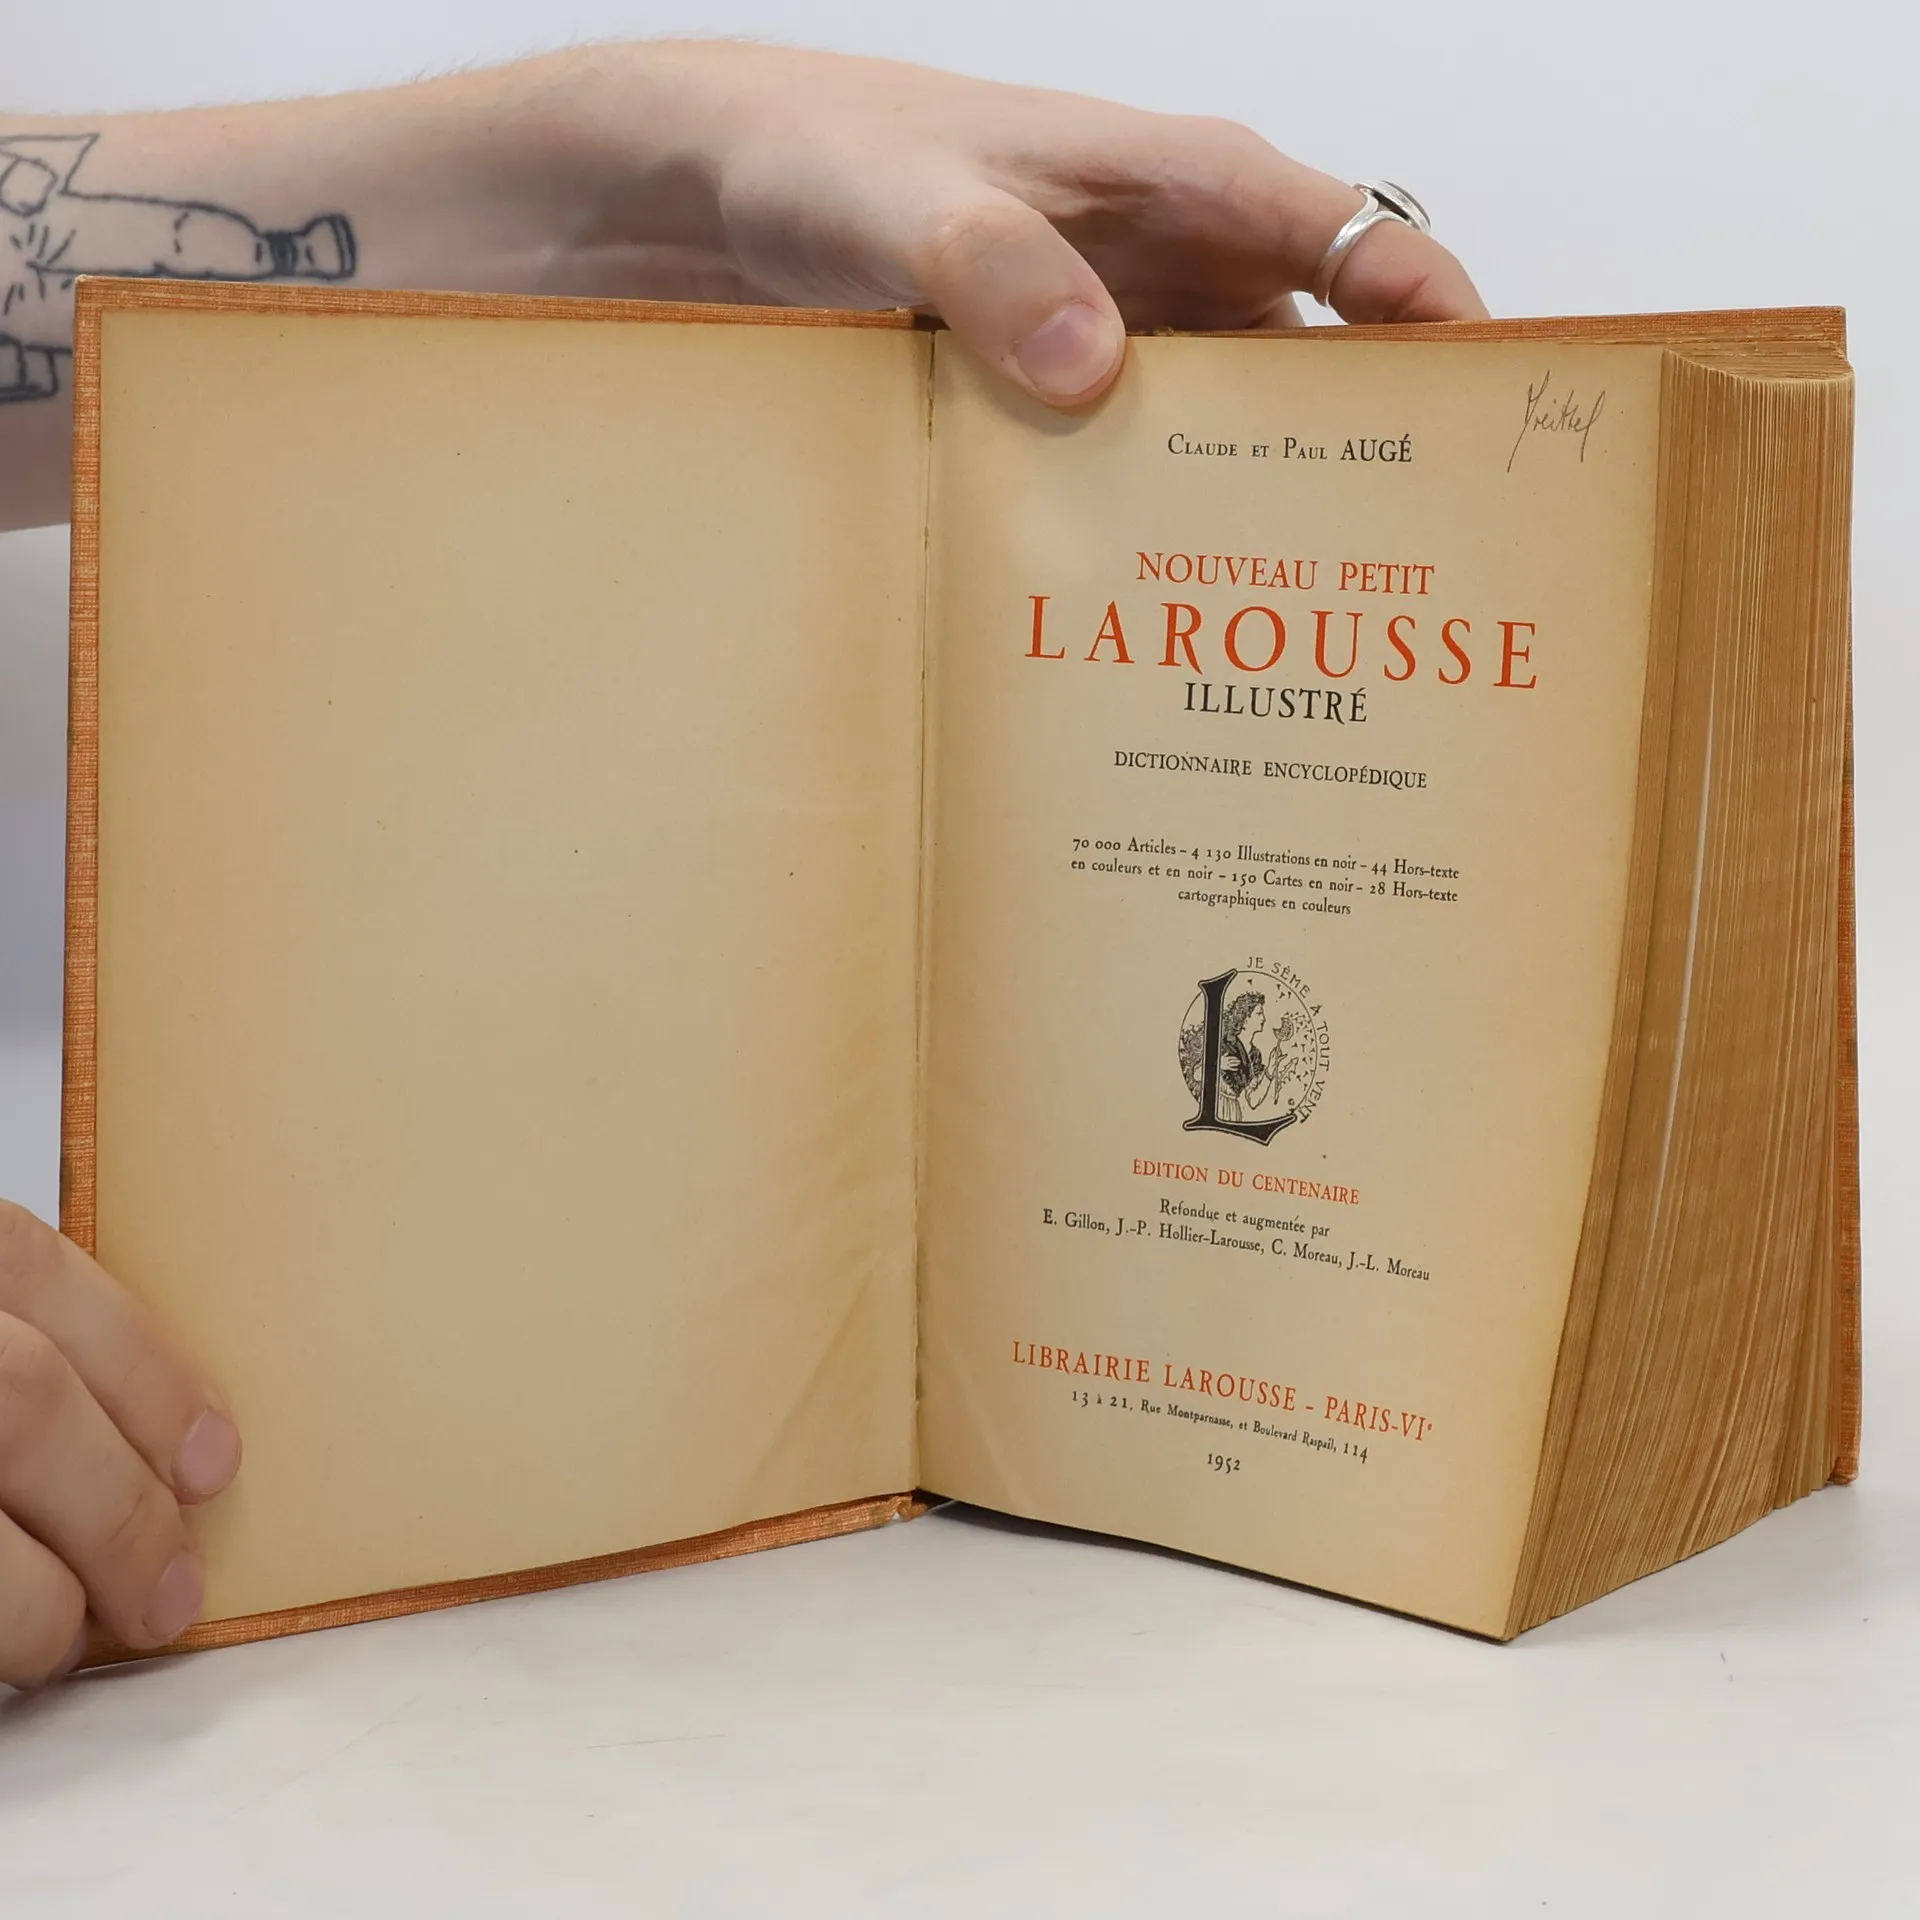 Claude et Paul AUGÉ
NOUVEAU PETIT
LAROUSSE
ILLUSTRÉ
DICTIONNAIRE ENCYCLOPÉDIQUE
70 000 Articles – 4 130 Illustrations en noir – 44 Hors-texte
en couleurs et en noir – 150 Cartes en noir – 28 Hors-texte
cartographiques en couleurs
JE SÈME À TOUT VENT
L
ÉDITION DU CENTENAIRE
Refondue et augmentée par
E. Gillon, J.-P. Hollier-Larousse, C. Moreau, J.-L. Moreau
LIBRAIRIE LAROUSSE – PARIS-VIe
13 à 21, Rue Montparnasse, et Boulevard Raspail, 114
1952